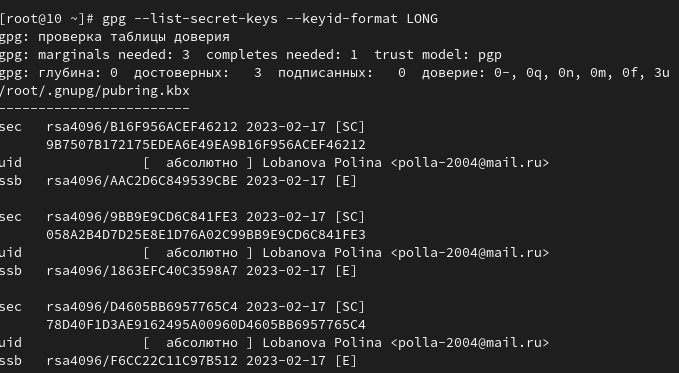 [root@10 ~]# gpg --list-secret-keys --keyid-format LONG
gpg: проверка таблицы доверия
gpg: marginals needed: 3  completes needed: 1  trust model: pgp
gpg: глубина: 0  достоверных:   3  подписанных:   0  доверие: 0-, 0q, 0n, 0m, 0f, 3u
/root/.gnupg/pubring.kbx
------------------------
sec   rsa4096/B16F956ACEF46212 2023-02-17 [SC]
      9B7507B172175EDEA6E49EA9B16F956ACEF46212
uid               [  абсолютно ] Lobanova Polina <polla-2004@mail.ru>
ssb   rsa4096/AAC2D6C849539CBE 2023-02-17 [E]

sec   rsa4096/9BB9E9CD6C841FE3 2023-02-17 [SC]
      058A2B4D7D25E8E1D76A02C99BB9E9CD6C841FE3
uid               [  абсолютно ] Lobanova Polina <polla-2004@mail.ru>
ssb   rsa4096/1863EFC40C3598A7 2023-02-17 [E]

sec   rsa4096/D4605BB6957765C4 2023-02-17 [SC]
      78D40F1D3AE9162495A00960D4605BB6957765C4
uid               [  абсолютно ] Lobanova Polina <polla-2004@mail.ru>
ssb   rsa4096/F6CC22C11C97B512 2023-02-17 [E]